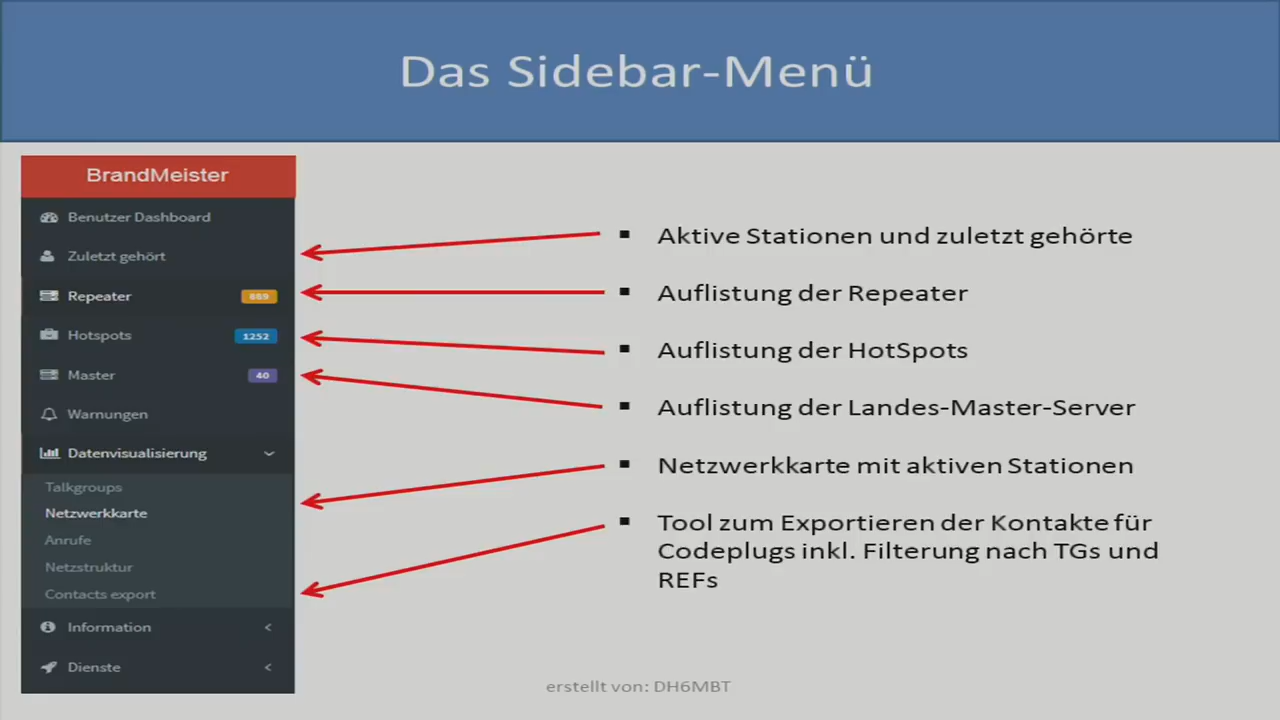 Das Sidebar-Menü
BrandMeister
Benutzer Dashboard
Zuletzt gehört
Repeater 869
Hotspots 1252
Master 40
Warnungen
Datenvisualisierung
Talkgroups
Netzwerkkarte
Anrufe
Netzstruktur
Contacts export
Information
Dienste
Aktive Stationen und zuletzt gehörte
Auflistung der Repeater
Auflistung der HotSpots
Auflistung der Landes-Master-Server
Netzwerkkarte mit aktiven Stationen
Tool zum Exportieren der Kontakte für
Codeplugs inkl. Filterung nach TGs und
REFs
erstellt von: DH6MBT